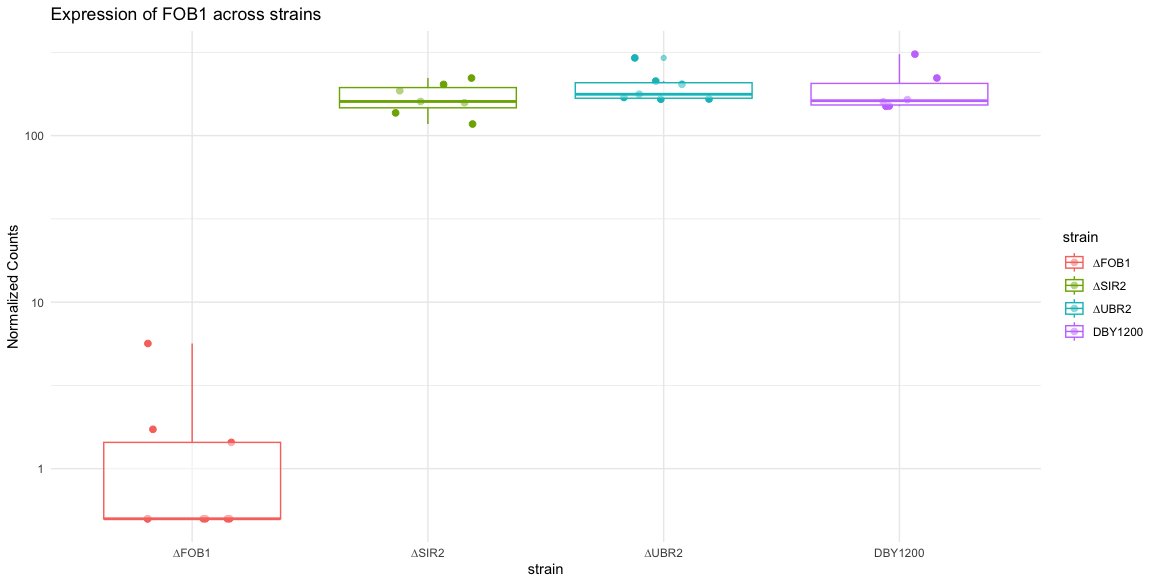 Expression of FOB1 across strains
Normalized Counts
100
10
1
ΔFOB1
ΔSIR2
ΔUBR2
DBY1200
strain
strain
ΔFOB1
ΔSIR2
ΔUBR2
DBY1200